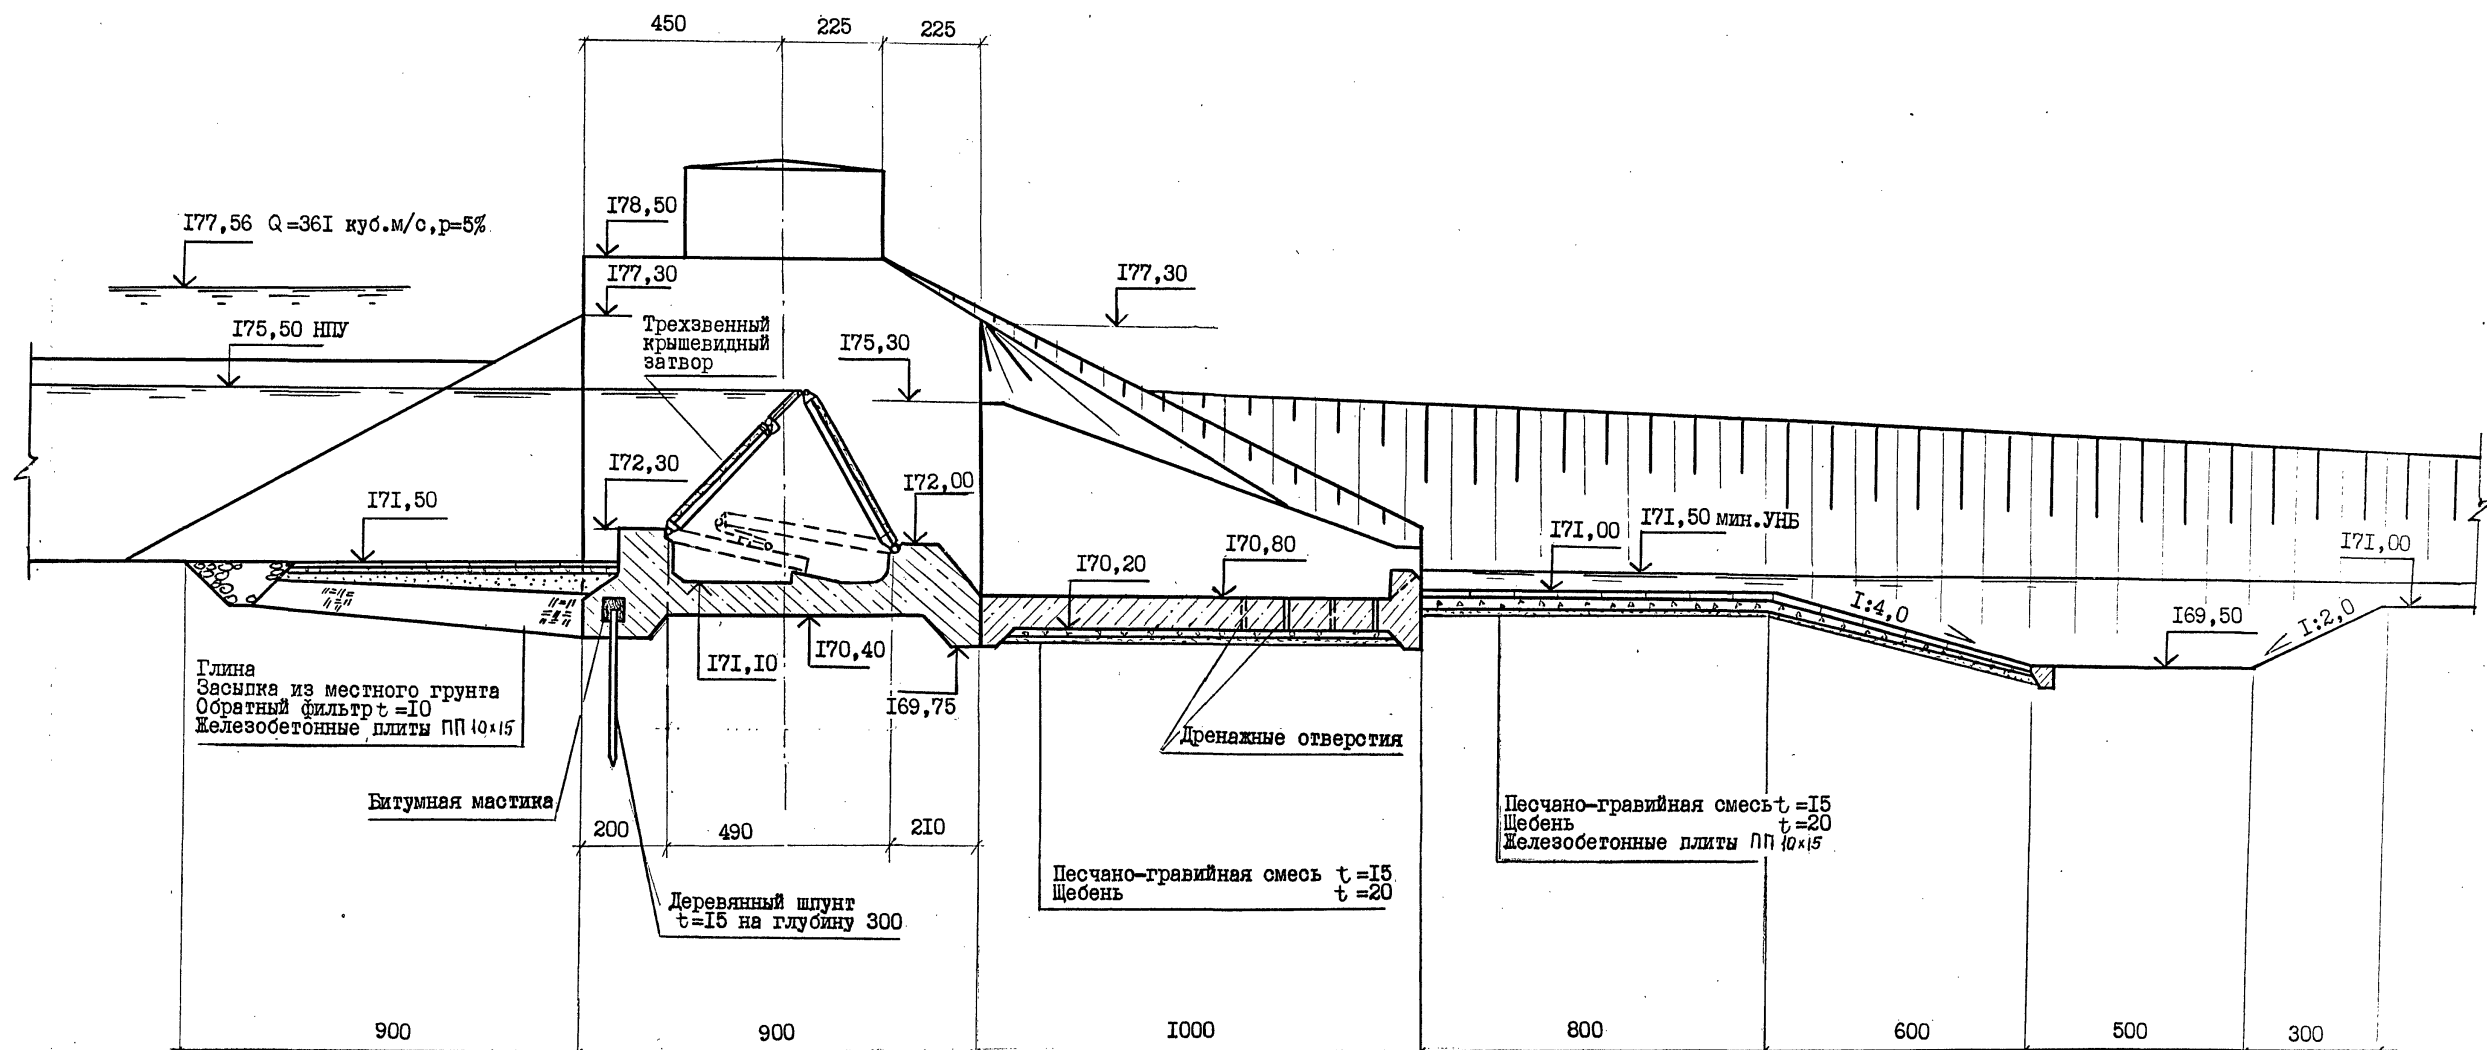 450
225
225
I78,50
I77,56 Q=36I куб.м/с,р=5%
I77,30
I77,30
I75,50 НПУ
Трехзвенный
крышевидный
затвор
I75,30
I72,30
I72,00
I7I,50
I7I,00
I7I,50 мин.УНБ
I70,80
I7I,00
I70,20
I:4,0
I69,50
I:2,0
I7I,I0
I70,40
I69,75
Глина
Засыпка из местного грунта
Обратный фильтр t=I0
Железобетонные плиты ПП 10×15
Дренажные отверстия
Битумная мастика
200
490
2I0
Песчано-гравийная смесь t=I5
Щебень t=20
Железобетонные плиты ПП 10×15
Песчано-гравийная смесь t=I5
Щебень t=20
Деревянный шпунт
t=I5 на глубину 300
900
900
I000
800
600
500
300